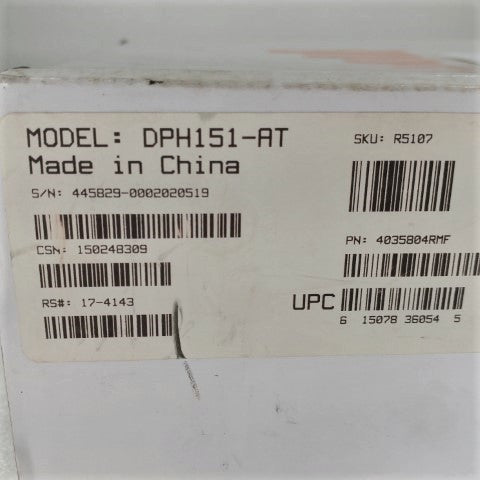 MODEL: DPH151-AT
Made in China
S/N: 445829-0002020519
CSN: 150248309
RS#: 17-4143
SKU: R5107
PN: 4035804RMF
UPC
6 15078 36054 5